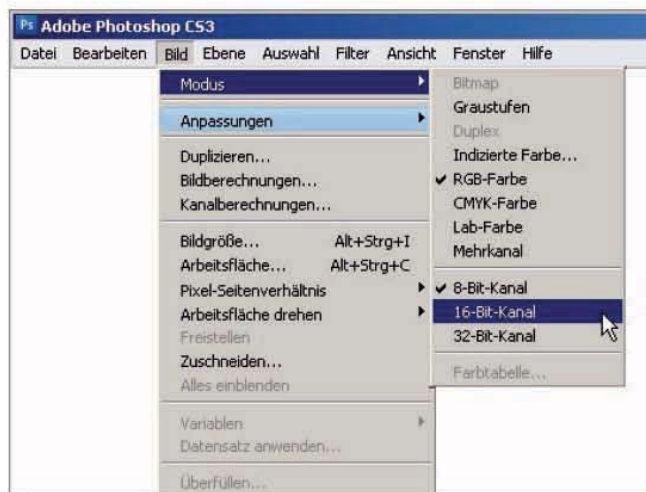 Ps Adobe Photoshop CS3
Datei Bearbeiten Bild Ebene Auswahl Filter Ansicht Fenster Hilfe
Modus
Anpassungen
Duplizieren...
Bildberechnungen...
Kanalberechnungen...
Bildgröße... Alt+Strg+I
Arbeitsfläche... Alt+Strg+C
Pixel-Seitenverhältnis
Arbeitsfläche drehen
Freistellen
Zuschneiden...
Alles einblenden
Variablen
Datensatz anwenden...
Überfüllen...
Bitmap
Graustufen
Duplex
Indizierte Farbe...
RGB-Farbe
CMYK-Farbe
Lab-Farbe
Mehrkanal
8-Bit-Kanal
16-Bit-Kanal
32-Bit-Kanal
Farbtabelle...